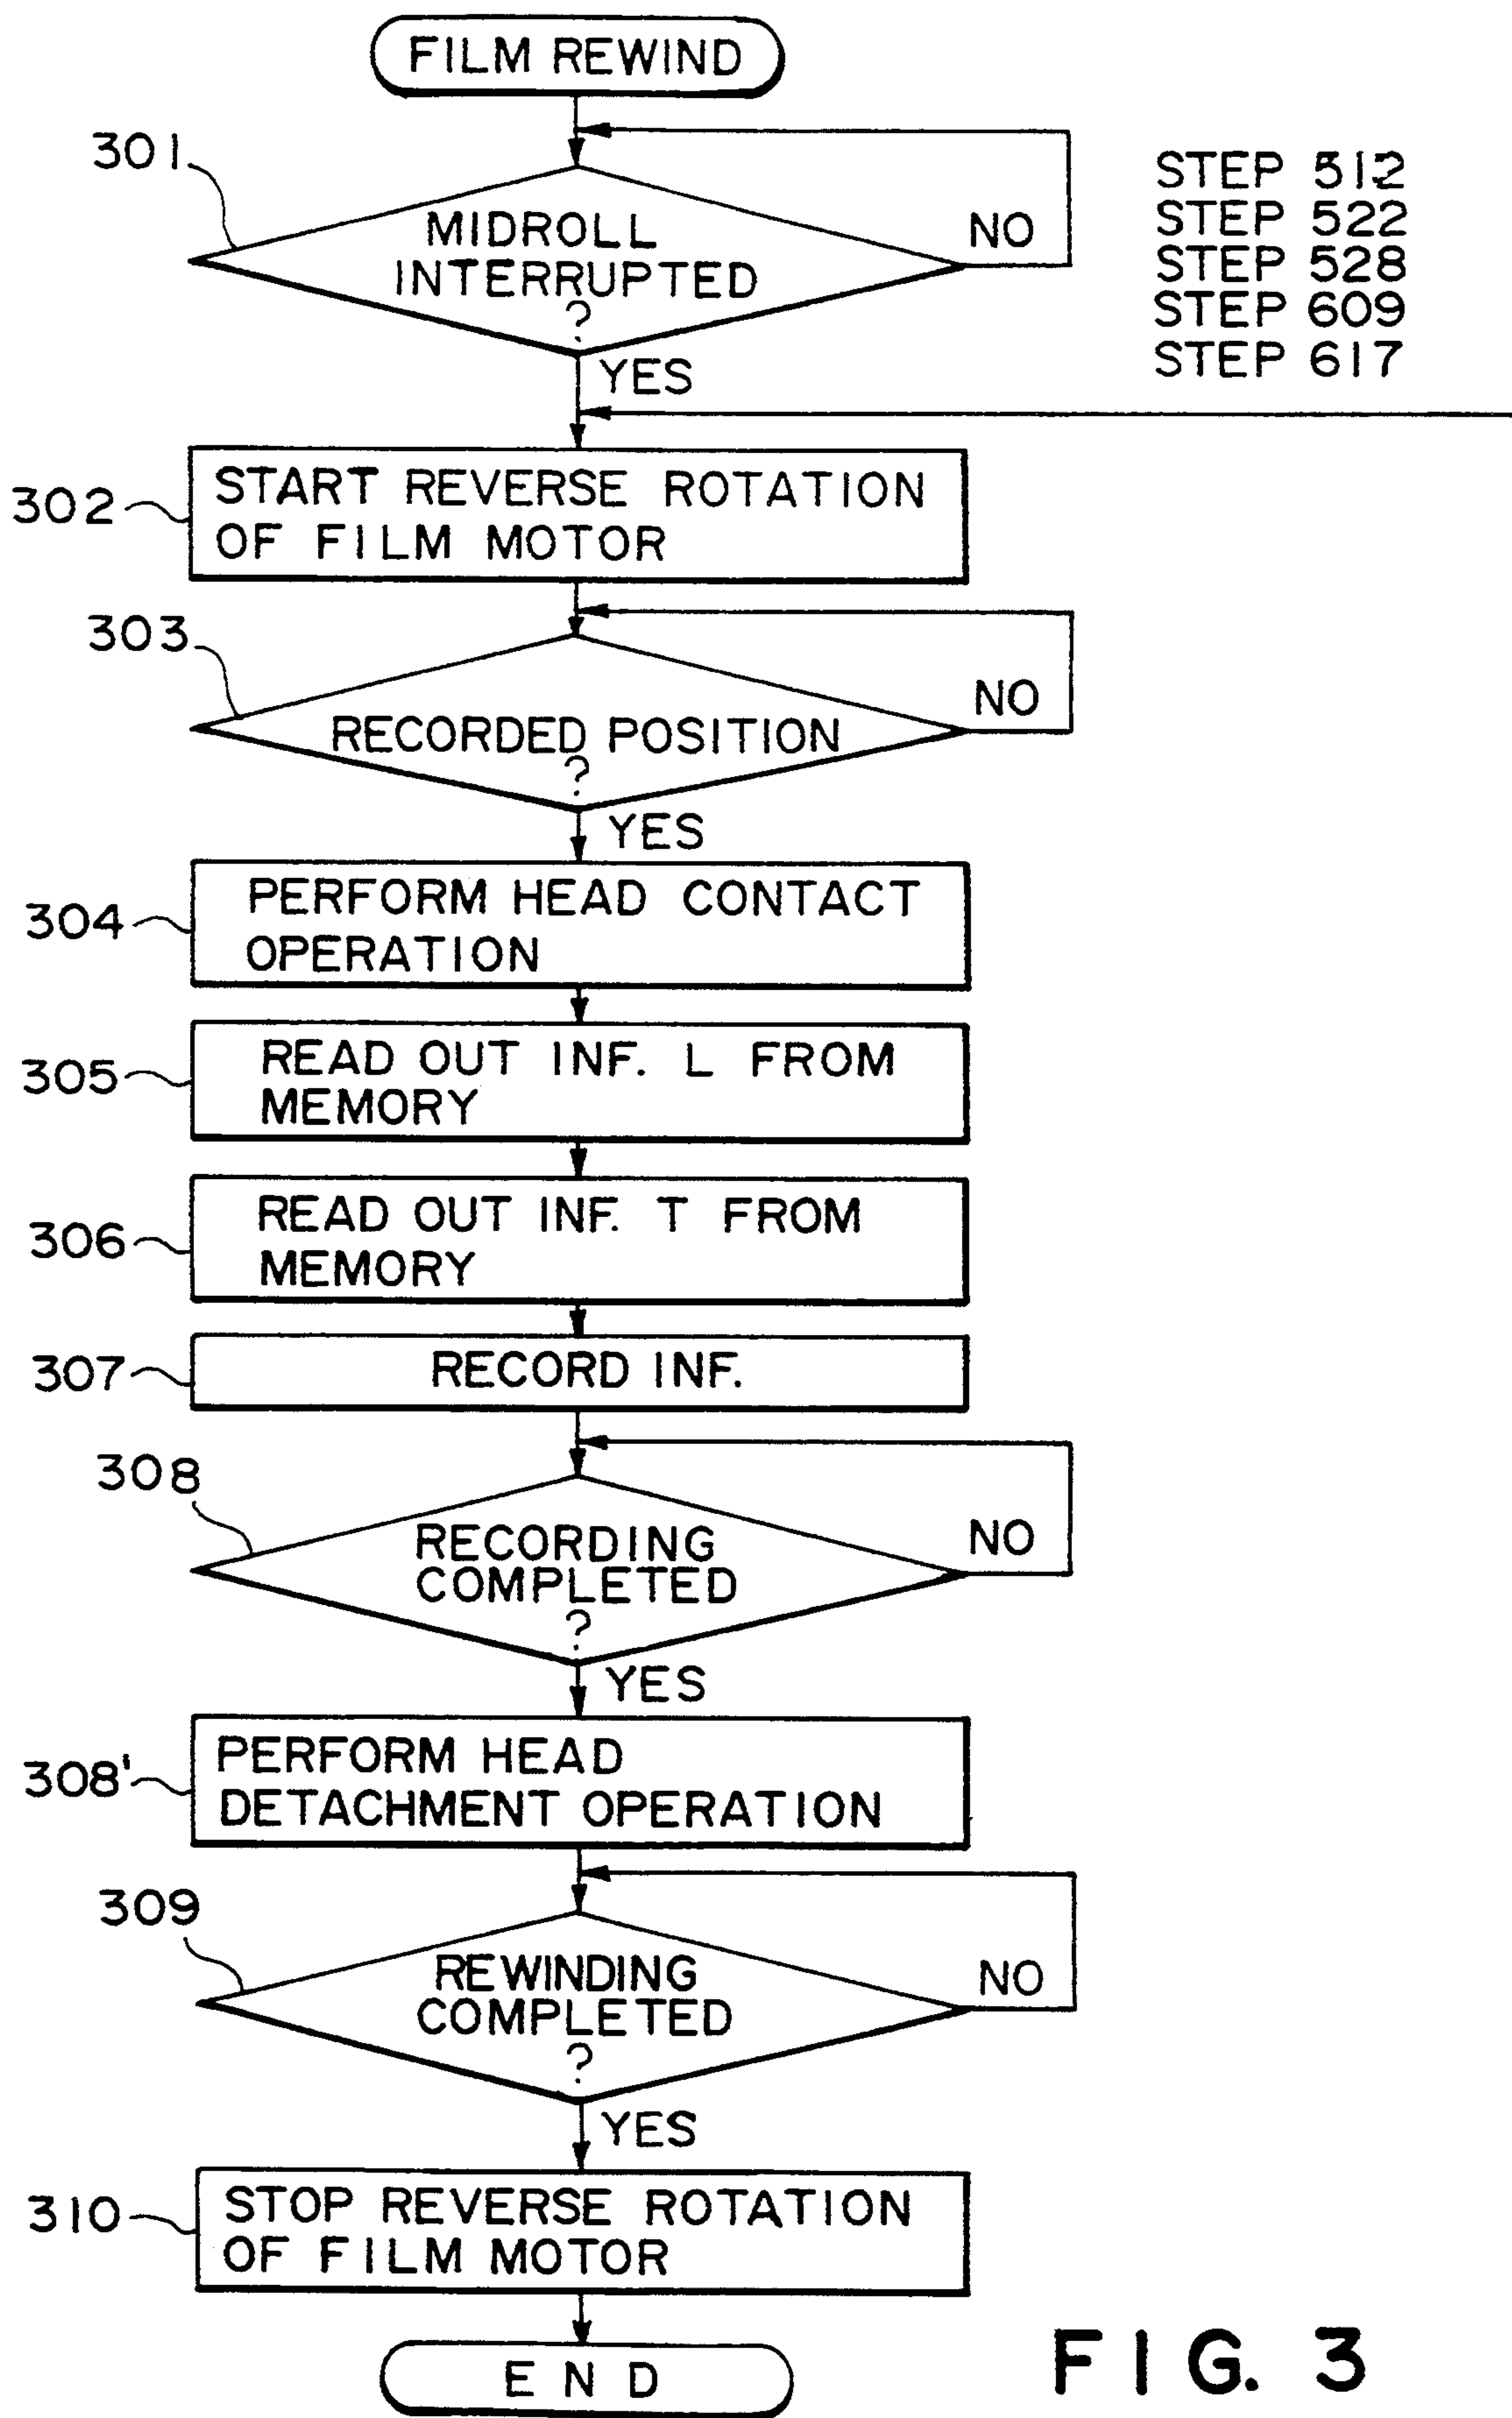 FILM REWIND
301
MIDROLL
INTERRUPTED
?
NO
YES
STEP 512
STEP 522
STEP 528
STEP 609
STEP 617
302
START REVERSE ROTATION
OF FILM MOTOR
303
RECORDED POSITION
?
NO
YES
304
PERFORM HEAD CONTACT
OPERATION
305
READ OUT INF. L FROM
MEMORY
306
READ OUT INF. T FROM
MEMORY
307
RECORD INF.
308
RECORDING
COMPLETED
?
NO
YES
308'
PERFORM HEAD
DETACHMENT OPERATION
309
REWINDING
COMPLETED
?
NO
YES
310
STOP REVERSE ROTATION
OF FILM MOTOR
END
FIG. 3